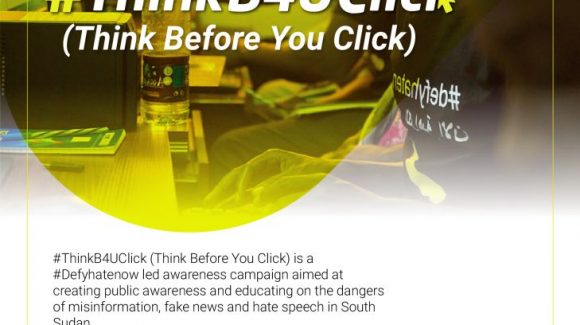 #ThinkB4UClick
(Think Before You Click)
#defyhaten
#ThinkB4UClick (Think Before You Click) is a
#Defyhatenow led awareness campaign aimed at
creating public awareness and educating on the dangers
of misinformation, fake news and hate speech in South
Sudan